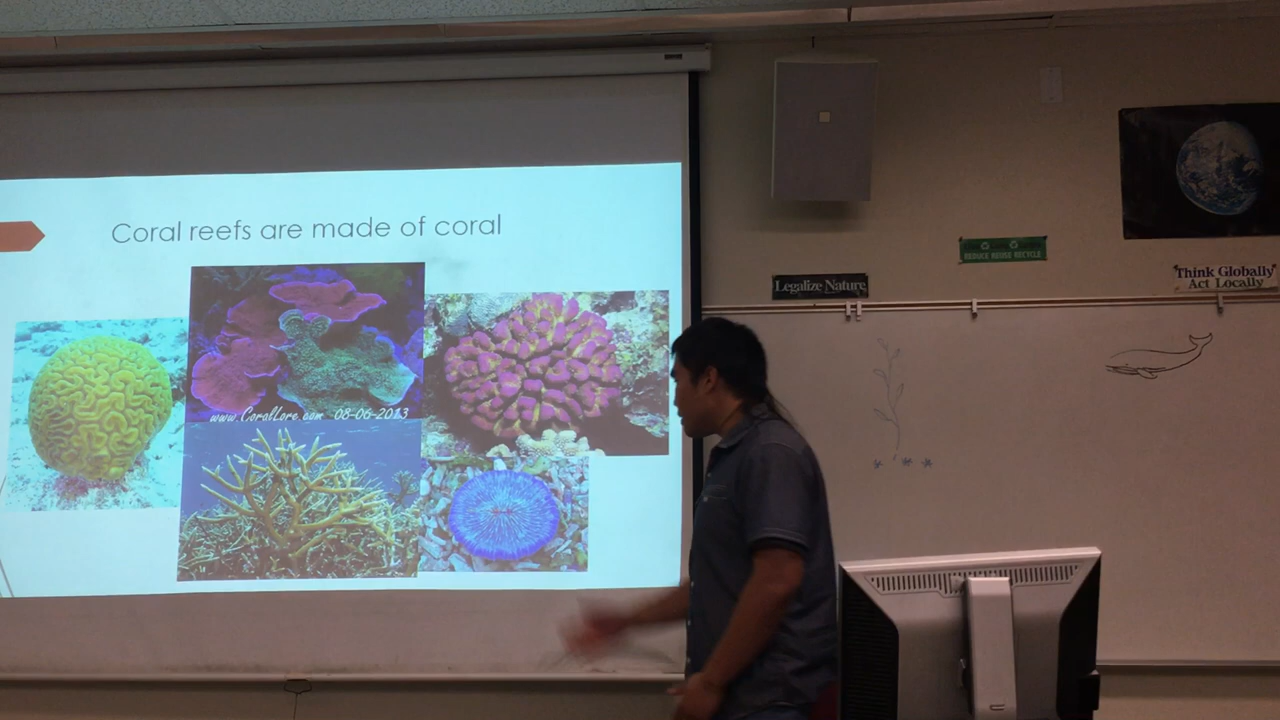 Coral reefs are made of coral
www.CoralLore.com 08-06-2013
Legalize Nature
REDUCE REUSE RECYCLE
Think Globally
Act Locally